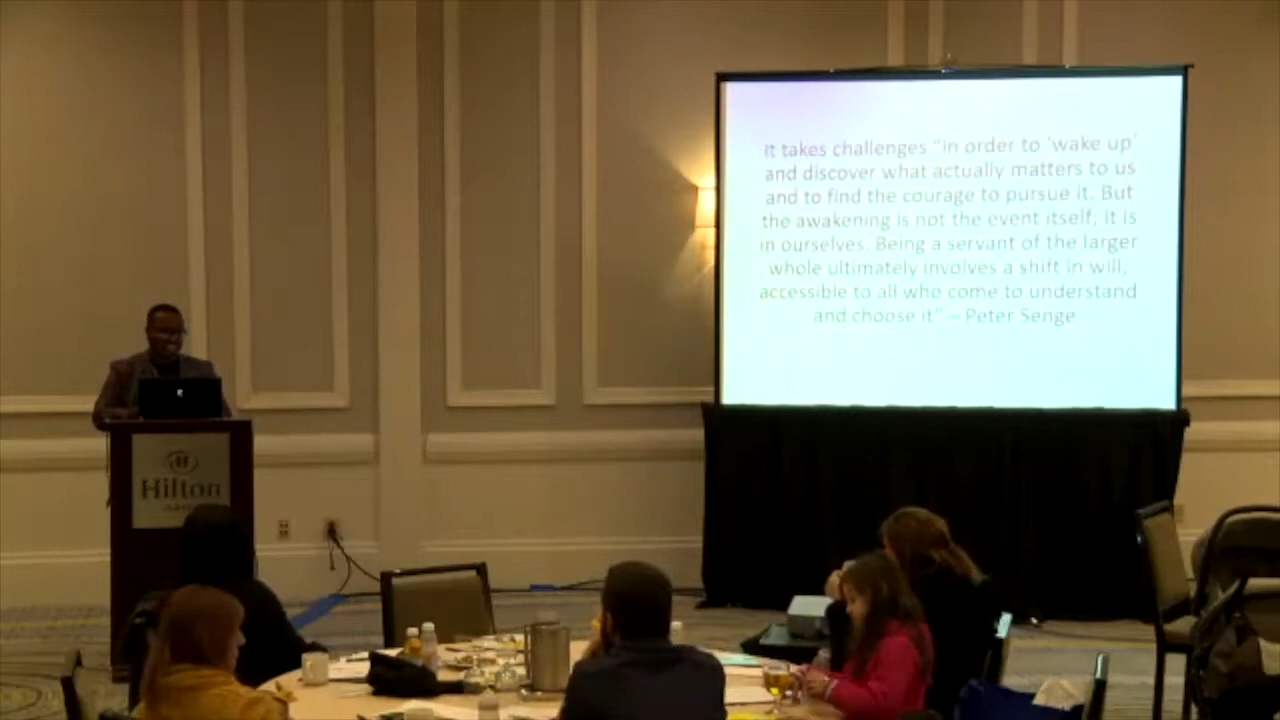 It takes challenges “in order to ‘wake up’
and discover what actually matters to us
and to find the courage to pursue it. But
the awakening is not the event itself; it is
in ourselves. Being a servant of the larger
whole ultimately involves a shift in will,
accessible to all who come to understand
and choose it” – Peter Senge
H
Hilton